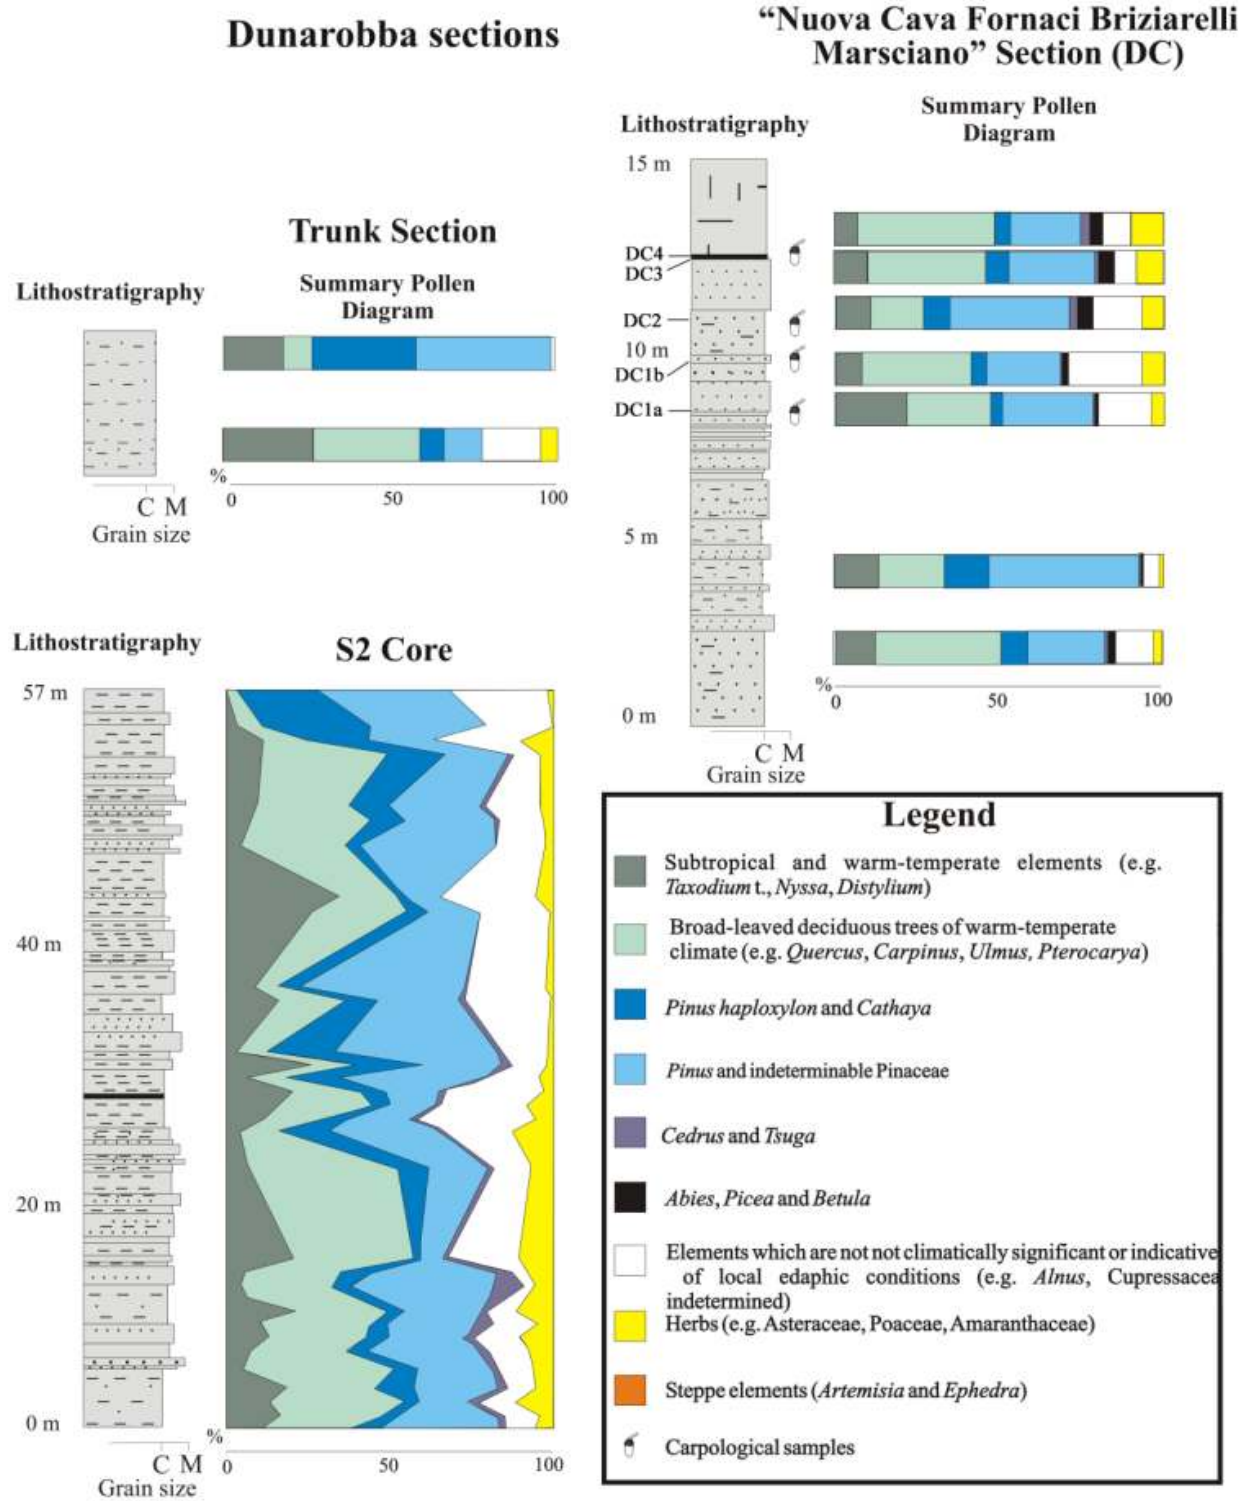 Dunarobba sections
“Nuova Cava Fornaci Briziarelli
Marsciano” Section (DC)
Trunk Section
Lithostratigraphy
Summary Pollen
Diagram
%
0
50
100
C M
Grain size
Lithostratigraphy
Summary Pollen
Diagram
15 m
DC4
DC3
DC2
10 m
DC1b
DC1a
5 m
0 m
%
0
50
100
C M
Grain size
Lithostratigraphy
S2 Core
57 m
40 m
20 m
0 m
%
0
50
100
C M
Grain size
Legend
Subtropical and warm-temperate elements (e.g.
Taxodium t., Nyssa, Distylium)
Broad-leaved deciduous trees of warm-temperate
climate (e.g. Quercus, Carpinus, Ulmus, Pterocarya)
Pinus haploxylon and Cathaya
Pinus and indeterminable Pinaceae
Cedrus and Tsuga
Abies, Picea and Betula
Elements which are not not climatically significant or indicative
of local edaphic conditions (e.g. Alnus, Cupressacea
indetermined)
Herbs (e.g. Asteraceae, Poaceae, Amaranthaceae)
Steppe elements (Artemisia and Ephedra)
Carpological samples